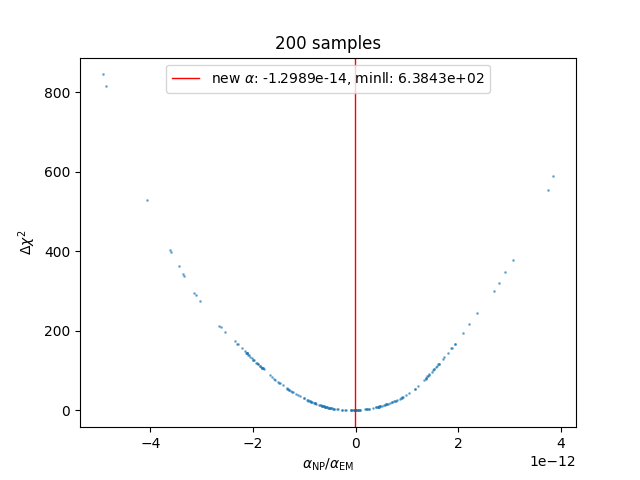 200 samples
new α: -1.2989e-14, minll: 6.3843e+02
Δχ²
800
600
400
200
0
−4
−2
0
2
4
1e−12
α_NP/α_EM